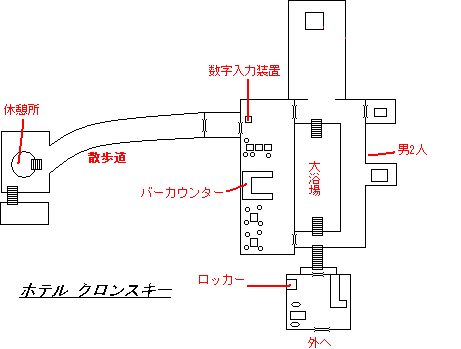 数字入力装置
休憩所
散歩道
男2人
大浴場
バーカウンター
ホテル クロンスキー
ロッカー
外へ